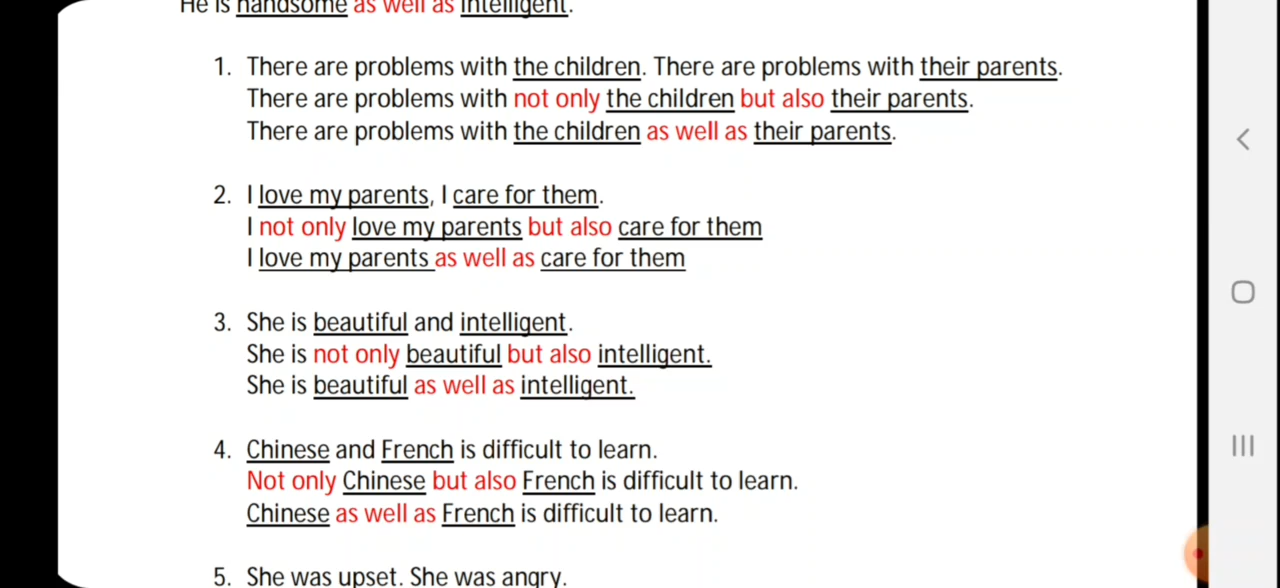 He is handsome as well as intelligent.
1. There are problems with the children. There are problems with their parents.
There are problems with not only the children but also their parents.
There are problems with the children as well as their parents.
2. I love my parents, I care for them.
I not only love my parents but also care for them
I love my parents as well as care for them
3. She is beautiful and intelligent.
She is not only beautiful but also intelligent.
She is beautiful as well as intelligent.
4. Chinese and French is difficult to learn.
Not only Chinese but also French is difficult to learn.
Chinese as well as French is difficult to learn.
5. She was upset. She was angry.